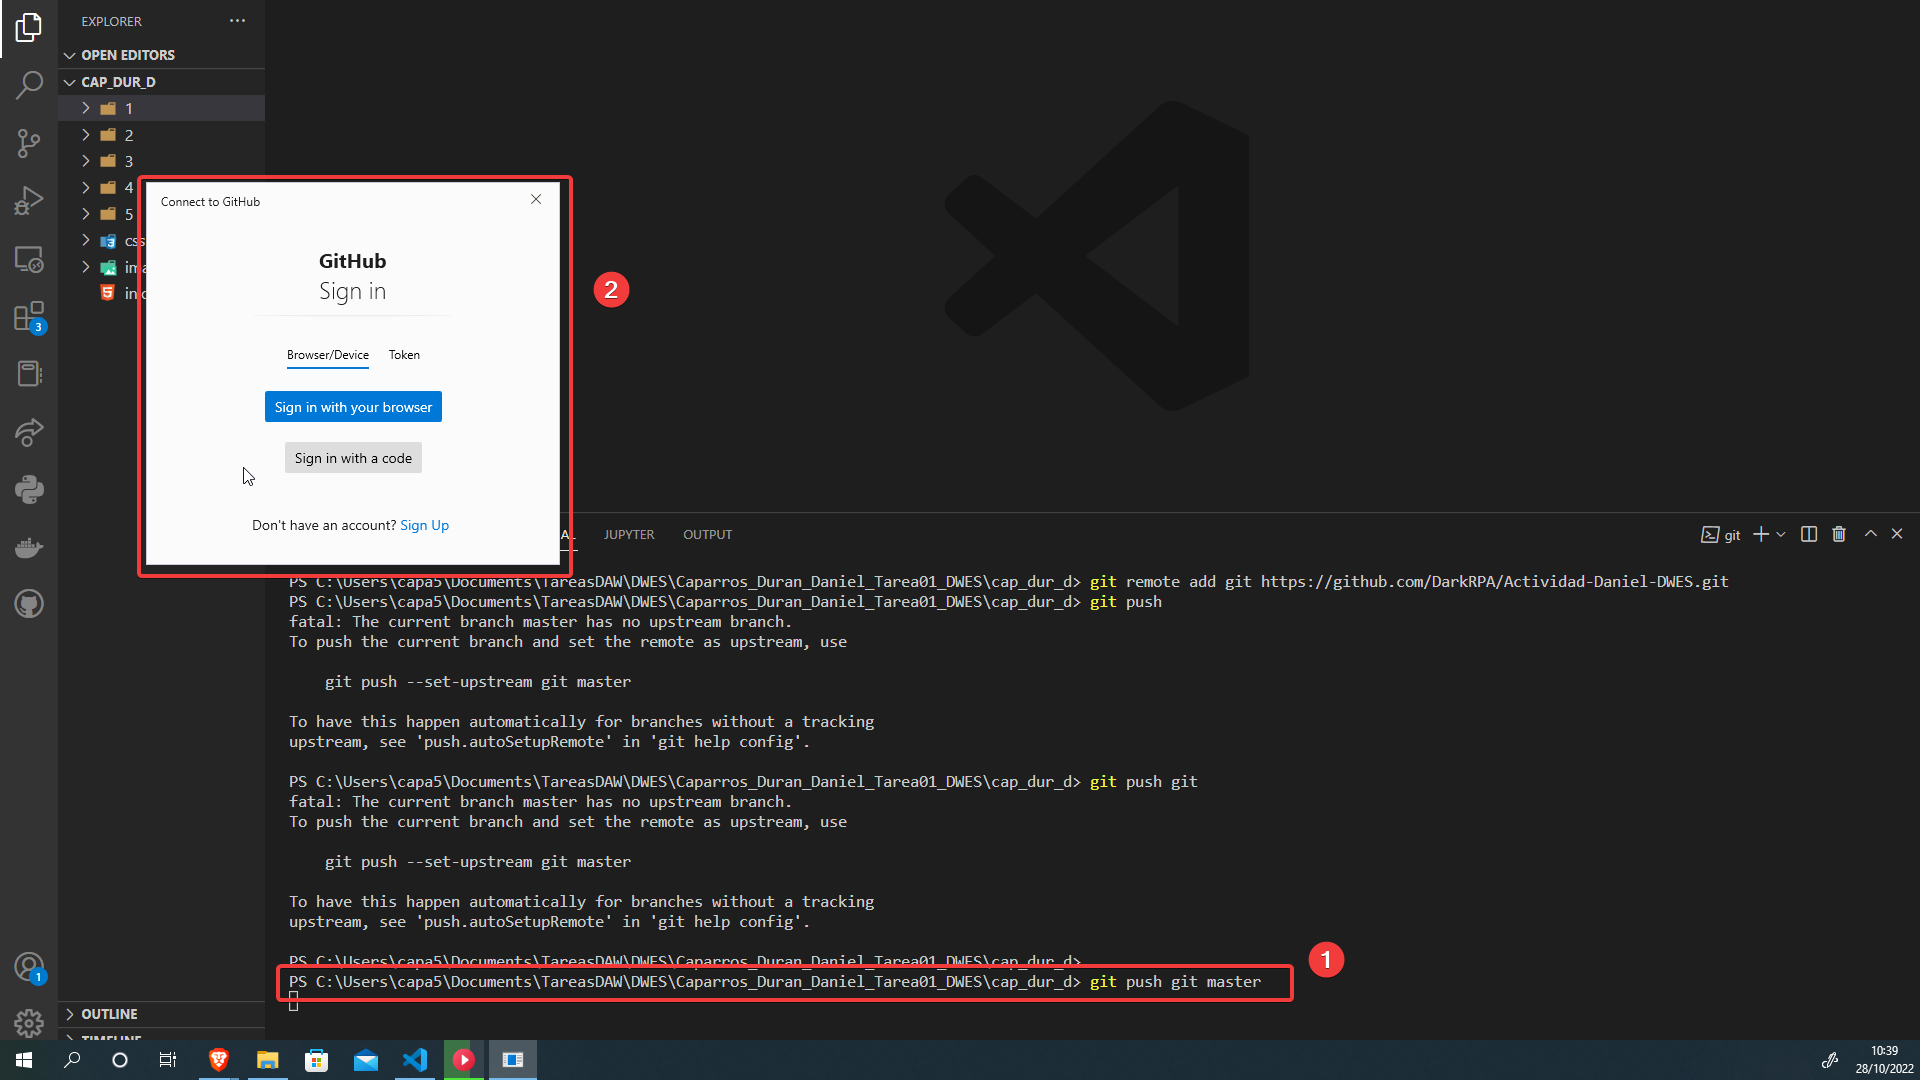 EXPLORER
OPEN EDITORS
CAP_DUR_D
1
2
3
4
5
css
ima
in
3
1
OUTLINE
TIMELINE
Connect to GitHub
GitHub
Sign in
Browser/Device Token
Sign in with your browser
Sign in with a code
Don't have an account? Sign Up
2
AL JUPYTER OUTPUT
git
PS C:\Users\capa5\Documents\TareasDAW\DWES\Caparros_Duran_Daniel_Tarea01_DWES\cap_dur_d> git remote add git https://github.com/DarkRPA/Actividad-Daniel-DWES.git
PS C:\Users\capa5\Documents\TareasDAW\DWES\Caparros_Duran_Daniel_Tarea01_DWES\cap_dur_d> git push
fatal: The current branch master has no upstream branch.
To push the current branch and set the remote as upstream, use
git push --set-upstream git master
To have this happen automatically for branches without a tracking
upstream, see 'push.autoSetupRemote' in 'git help config'.
PS C:\Users\capa5\Documents\TareasDAW\DWES\Caparros_Duran_Daniel_Tarea01_DWES\cap_dur_d> git push git
fatal: The current branch master has no upstream branch.
To push the current branch and set the remote as upstream, use
git push --set-upstream git master
To have this happen automatically for branches without a tracking
upstream, see 'push.autoSetupRemote' in 'git help config'.
PS C:\Users\capa5\Documents\TareasDAW\DWES\Caparros_Duran_Daniel_Tarea01_DWES\cap_dur_d>
PS C:\Users\capa5\Documents\TareasDAW\DWES\Caparros_Duran_Daniel_Tarea01_DWES\cap_dur_d> git push git master
1
10:39
28/10/2022